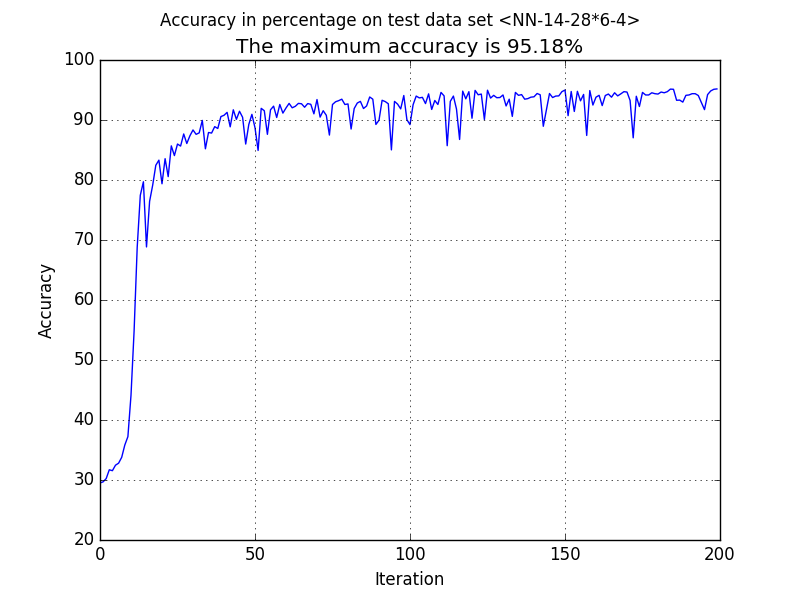 Accuracy in percentage on test data set <NN-14-28*6-4>
The maximum accuracy is 95.18%
100
90
80
70
60
50
40
30
20
Accuracy
0 50 100 150 200
Iteration